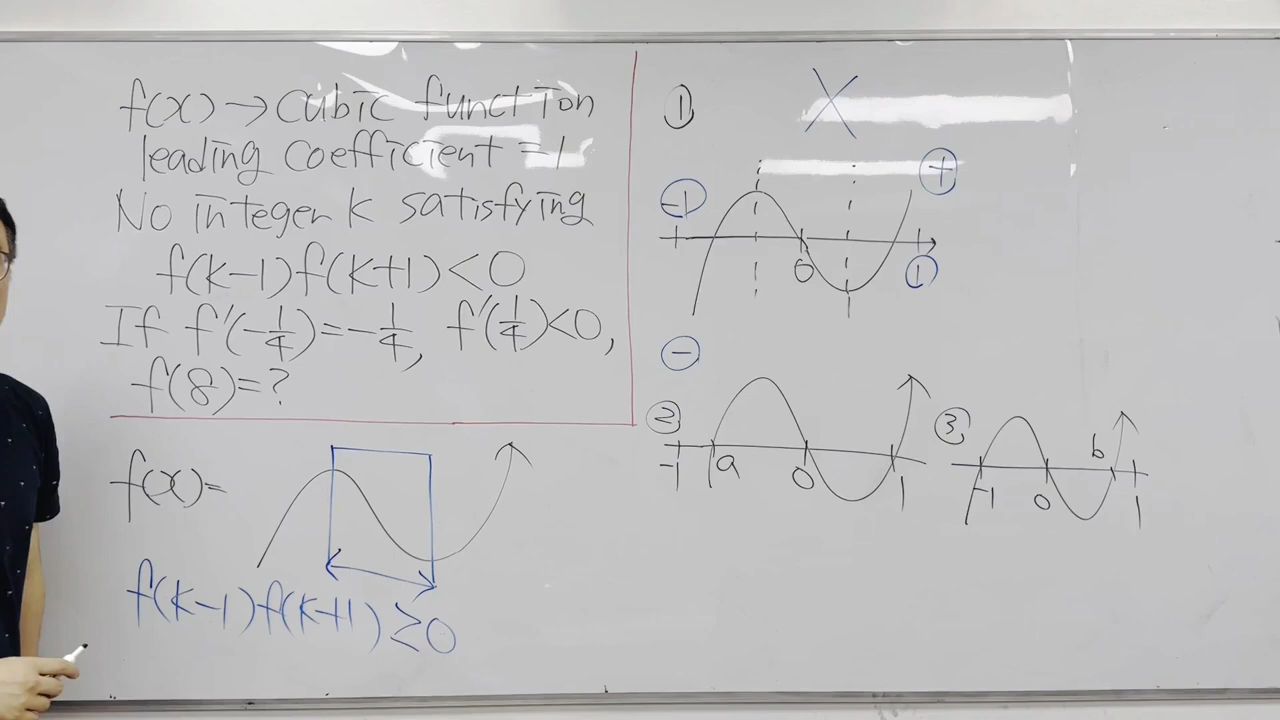 f(x) → cubic function
leading coefficient = 1
No integer k satisfying
f(k-1)f(k+1)<0
If f'(-1/4)=-1/4, f'(1/4)<0,
f(8)=?
f(x)=
f(k-1)f(k+1)≥0
① X
-1 +
0 1
-
②
-1 a 0 1
③
-1 0 b 1